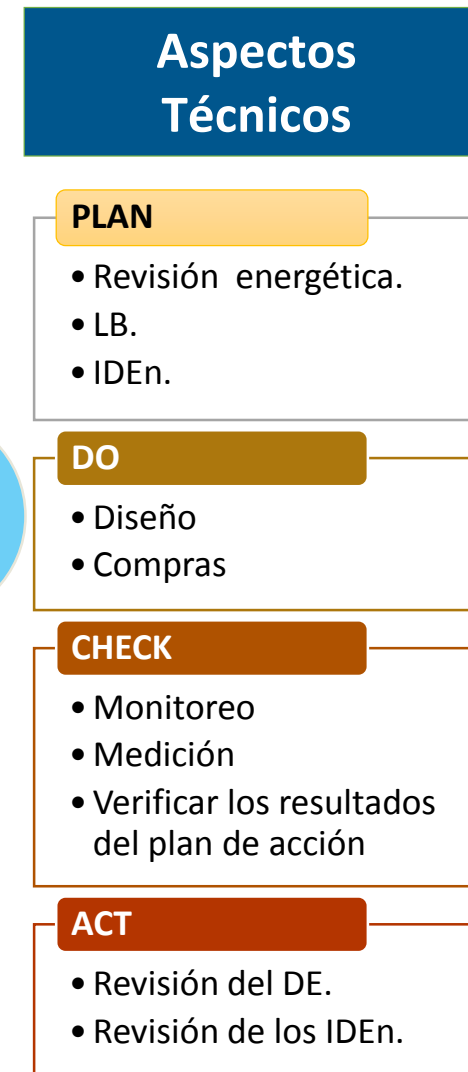 Aspectos
Técnicos
PLAN
• Revisión energética.
• LB.
• IDEn.
DO
• Diseño
• Compras
CHECK
• Monitoreo
• Medición
• Verificar los resultados
del plan de acción
ACT
• Revisión del DE.
• Revisión de los IDEn.